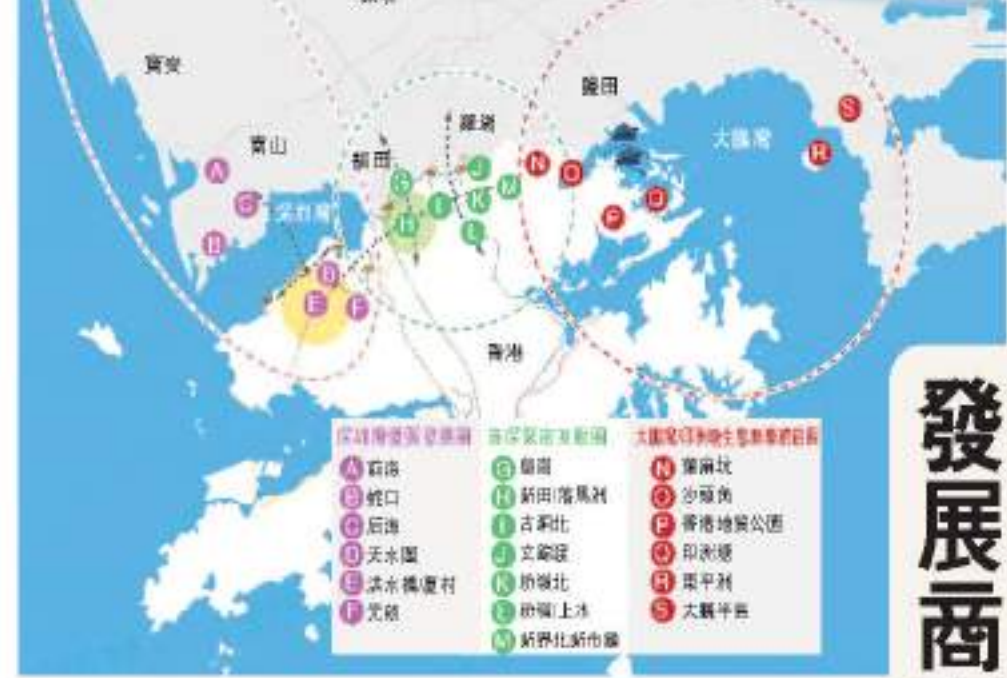 寶安
鹽田
羅湖
大鵬灣
南山
福田
深圳灣
香港
A
B
C
D
E
F
G
H
I
J
K
M
L
N
O
P
Q
R
S
深圳灣優質發展圈
港深緊密互動圈
大鵬灣/印洲塘生態康樂旅遊圈
A 前海
B 蛇口
C 后海
D 天水圍
E 洪水橋/厦村
F 元朗
G 皇崗
H 新田/落馬洲
I 古洞北
J 文錦渡
K 粉嶺北
L 粉嶺/上水
M 新界北新市鎮
N 蓮麻坑
O 沙頭角
P 香港地質公園
Q 印洲塘
R 東平洲
S 大鵬半島
發展商